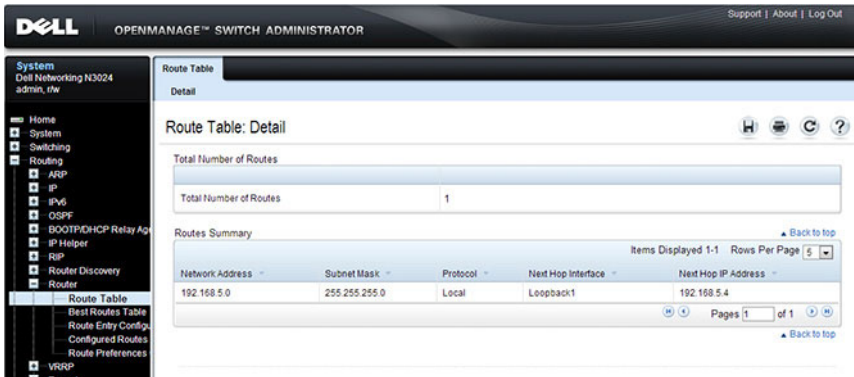 Support | About | Log Out
DELL OPENMANAGE™ SWITCH ADMINISTRATOR
System
Dell Networking N3024
admin, r/w
Home
System
Switching
Routing
ARP
IP
IPv6
OSPF
BOOTP/DHCP Relay Age
IP Helper
RIP
Router Discovery
Router
Route Table
Best Routes Table
Route Entry Configu
Configured Routes
Route Preferences
VRRP
Route Table
Detail
Route Table: Detail
Total Number of Routes
Total Number of Routes 1
Routes Summary Back to top
Items Displayed 1-1 Rows Per Page 5
Network Address Subnet Mask Protocol Next Hop Interface Next Hop IP Address
192.168.5.0 255.255.255.0 Local Loopback1 192.168.5.4
Pages 1 of 1
Back to top